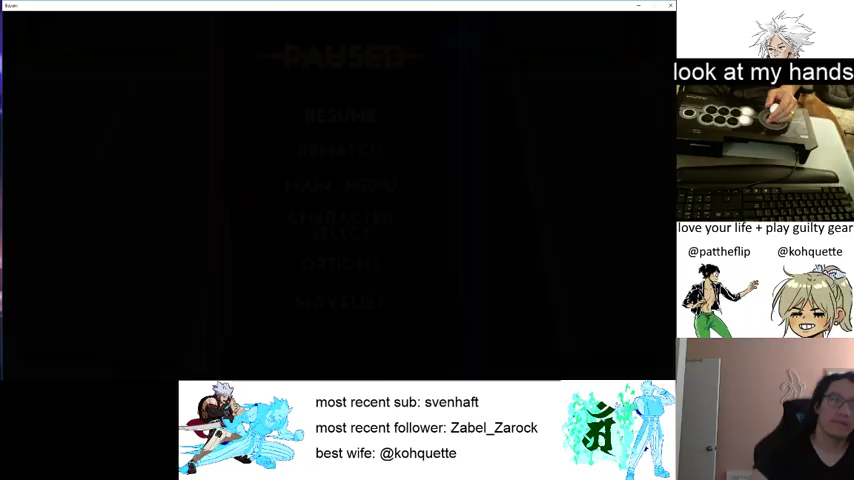 PAUSED
RESUME
REMATCH
MAIN MENU
CHARACTER
SELECT
OPTIONS
MOVELIST
look at my hands
love your life + play guilty gear
@pattheflip @kohquette
most recent sub: svenhaft
most recent follower: Zabel_Zarock
best wife: @kohquette